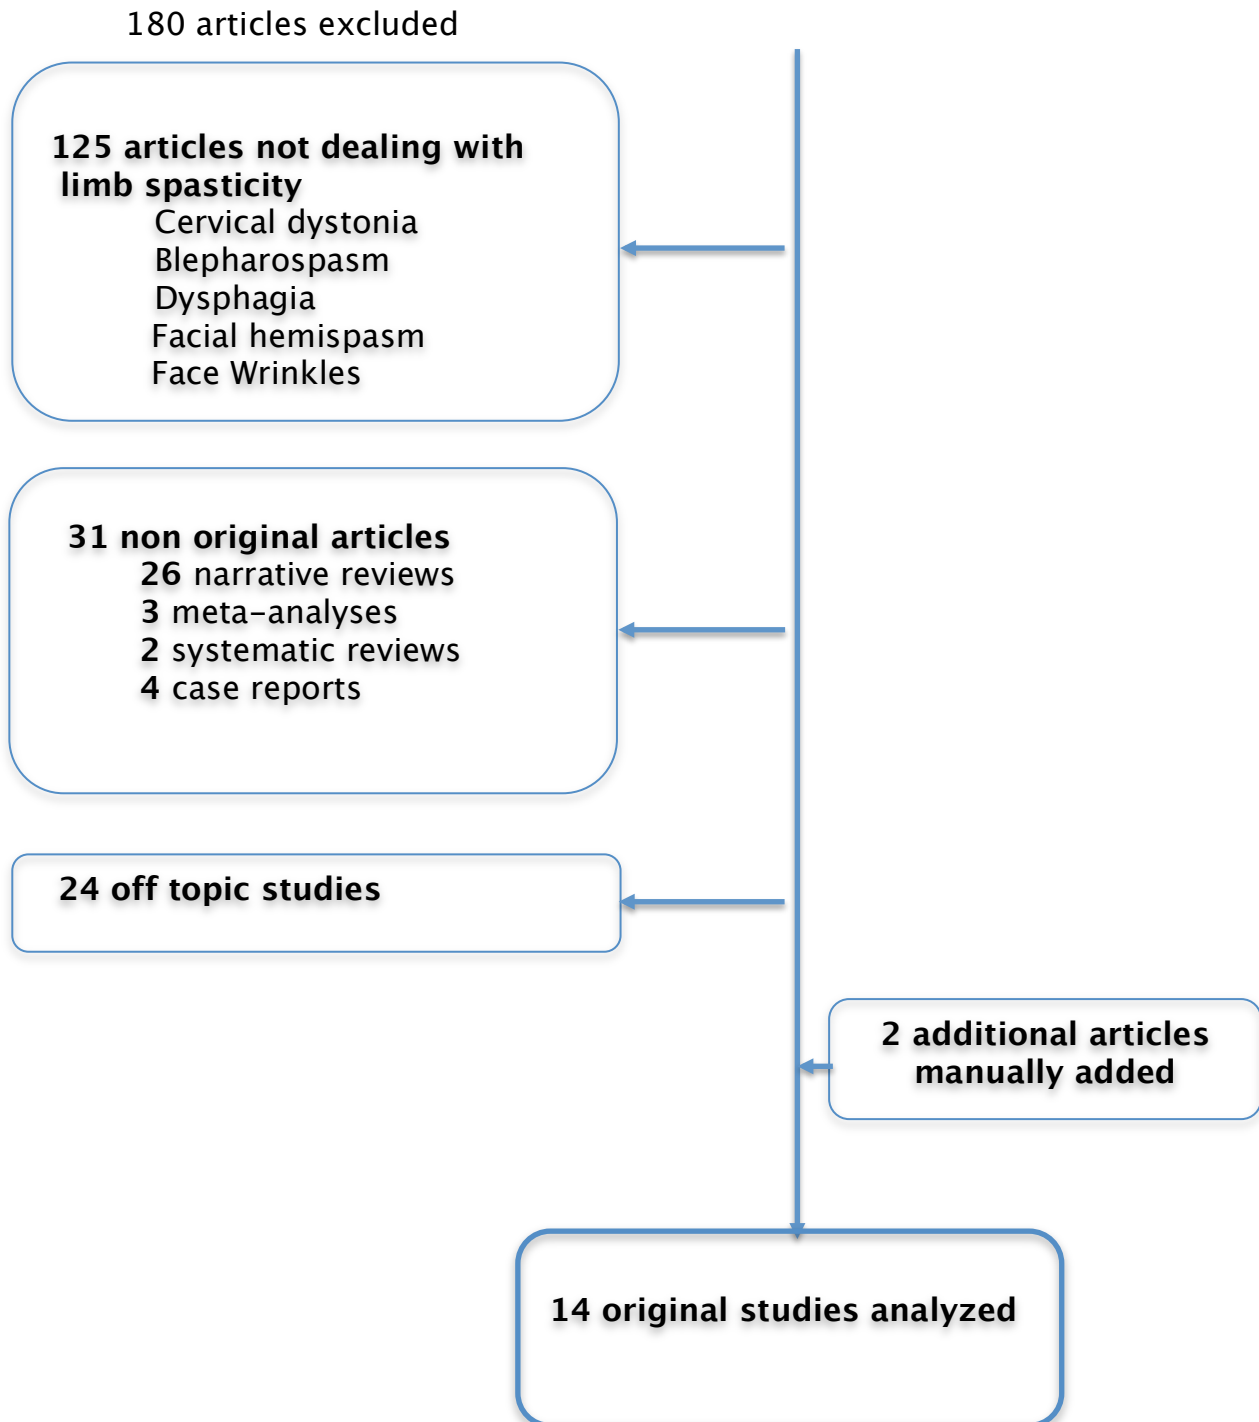 180 articles excluded
125 articles not dealing with
limb spasticity
Cervical dystonia
Blepharospasm
Dysphagia
Facial hemispasm
Face Wrinkles
31 non original articles
26 narrative reviews
3 meta-analyses
2 systematic reviews
4 case reports
24 off topic studies
2 additional articles
manually added
14 original studies analyzed